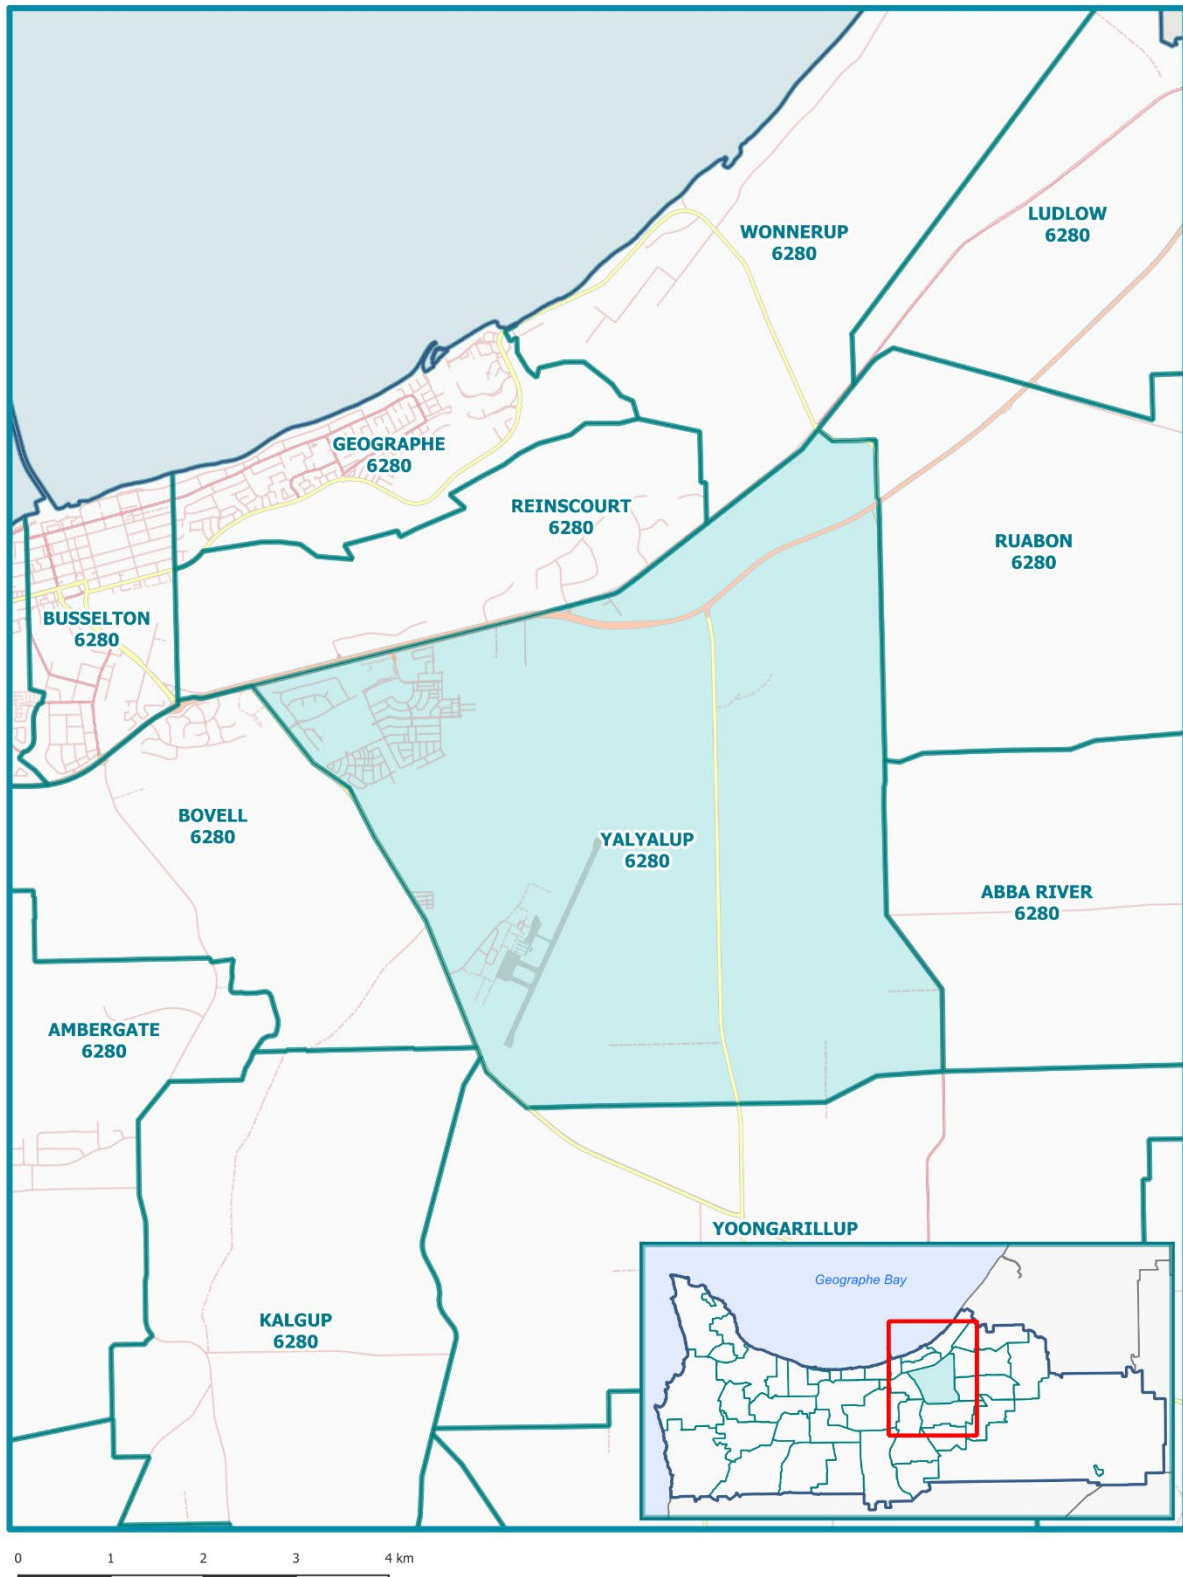 LUDLOW
6280
WONNERUP
6280
GEOGRAPHE
6280
REINSCOURT
6280
RUABON
6280
BUSSELTON
6280
BOVELL
6280
YALYALUP
6280
ABBA RIVER
6280
AMBERGATE
6280
YOONGARILLUP
KALGUP
6280
Geographe Bay
0 1 2 3 4 km